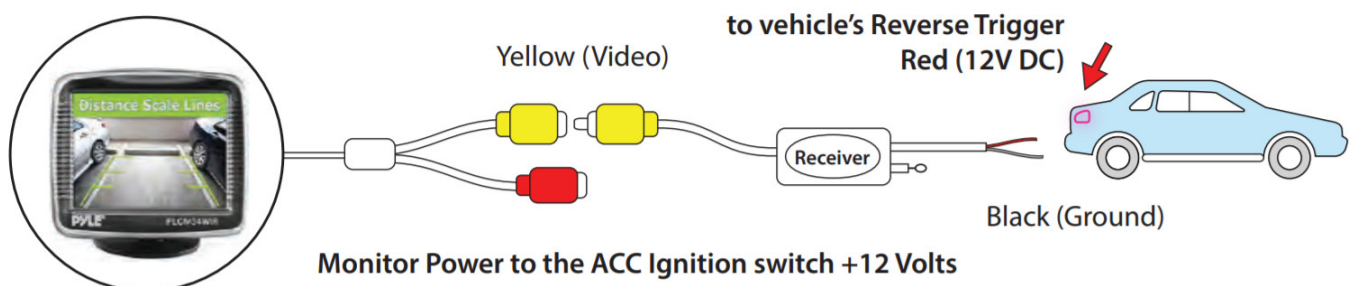 to vehicle's Reverse Trigger
Red (12V DC)
Yellow (Video)
Distance Scale Lines
Receiver
PYLE
PLCM34WIR
Black (Ground)
Monitor Power to the ACC Ignition switch +12 Volts